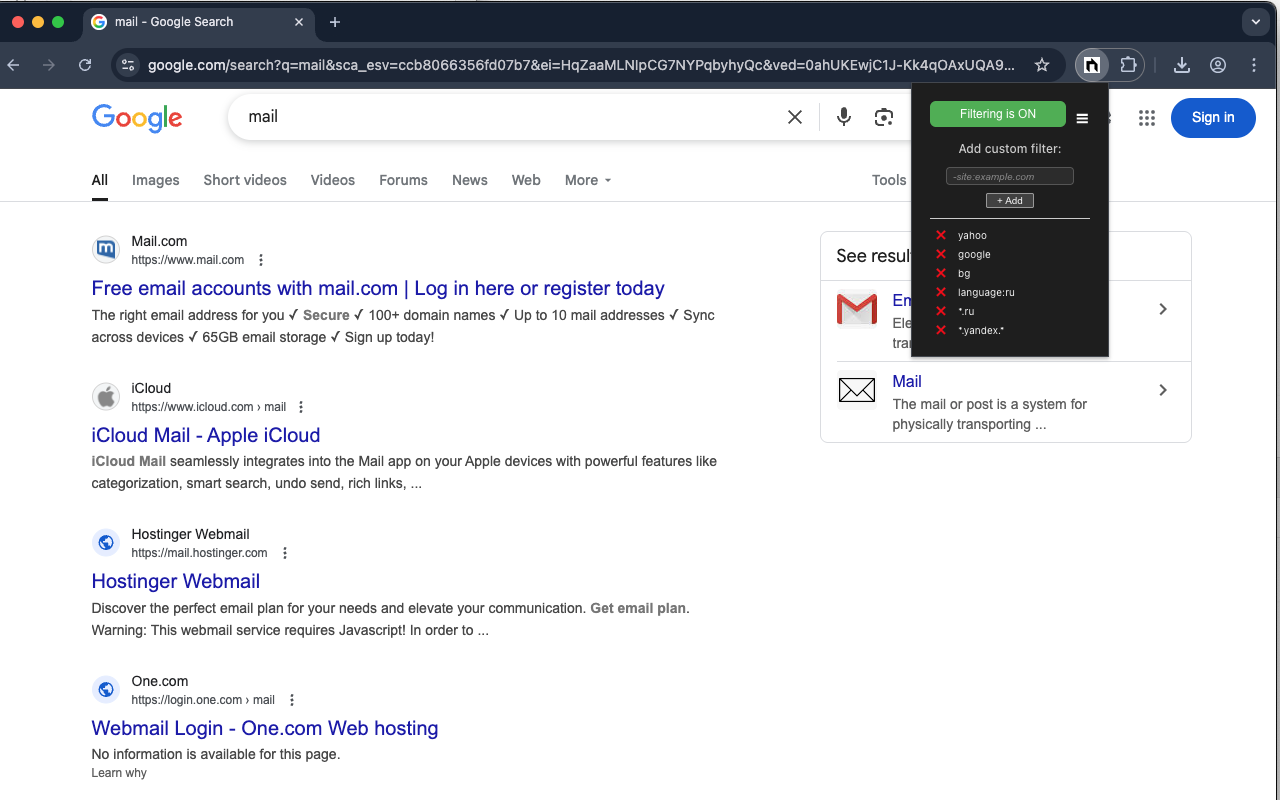 mail - Google Search
google.com/search?q=mail&sca_esv=ccb8066356fd07b7&ei=HqZaaMLNIpCG7NYPqbyhyQc&ved=0ahUKEwjC1J-Kk4qOAxUQA9...
Google
mail
Sign in
All Images Short videos Videos Forums News Web More Tools
Filtering is ON
Add custom filter:
-site:example.com
+ Add
yahoo
google
bg
language:ru
*.ru
*.yandex.*
Mail.com
https://www.mail.com
Free email accounts with mail.com | Log in here or register today
The right email address for you ✓ Secure ✓ 100+ domain names ✓ Up to 10 mail addresses ✓ Sync
across devices ✓ 65GB email storage ✓ Sign up today!
iCloud
https://www.icloud.com › mail
iCloud Mail - Apple iCloud
iCloud Mail seamlessly integrates into the Mail app on your Apple devices with powerful features like
categorization, smart search, undo send, rich links, ...
Hostinger Webmail
https://mail.hostinger.com
Hostinger Webmail
Discover the perfect email plan for your needs and elevate your communication. Get email plan.
Warning: This webmail service requires Javascript! In order to ...
One.com
https://login.one.com › mail
Webmail Login - One.com Web hosting
No information is available for this page.
Learn why
See
Mail
The mail or post is a system for
physically transporting ...